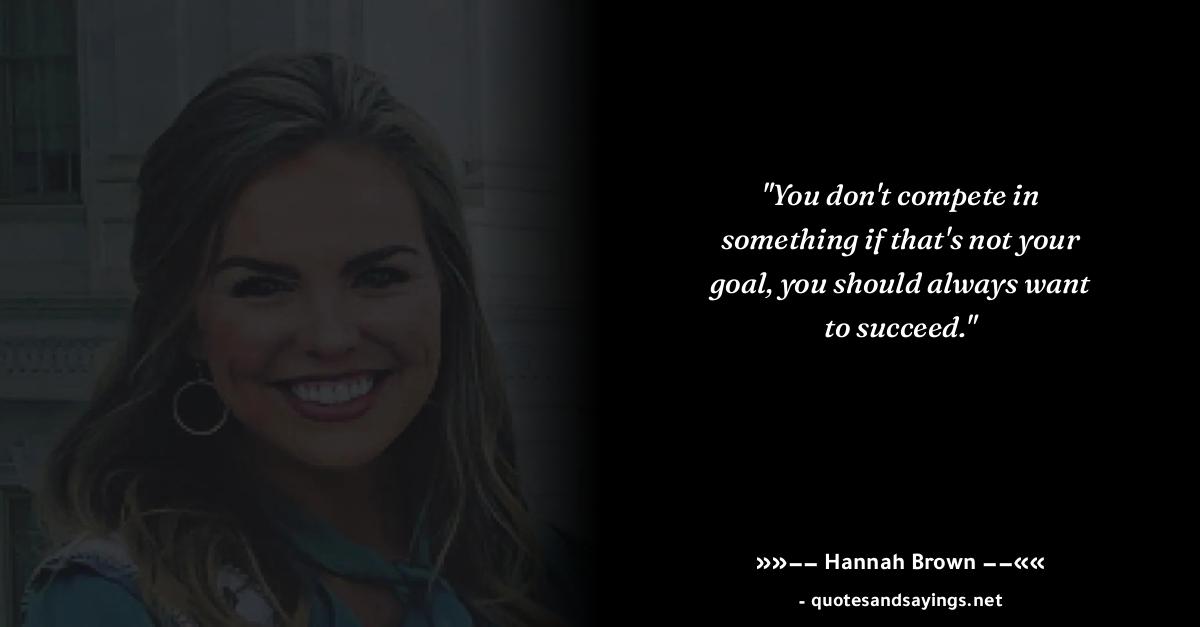 "You don't compete in
something if that's not your
goal, you should always want
to succeed."
»»−− Hannah Brown −−««
- quotesandsayings.net